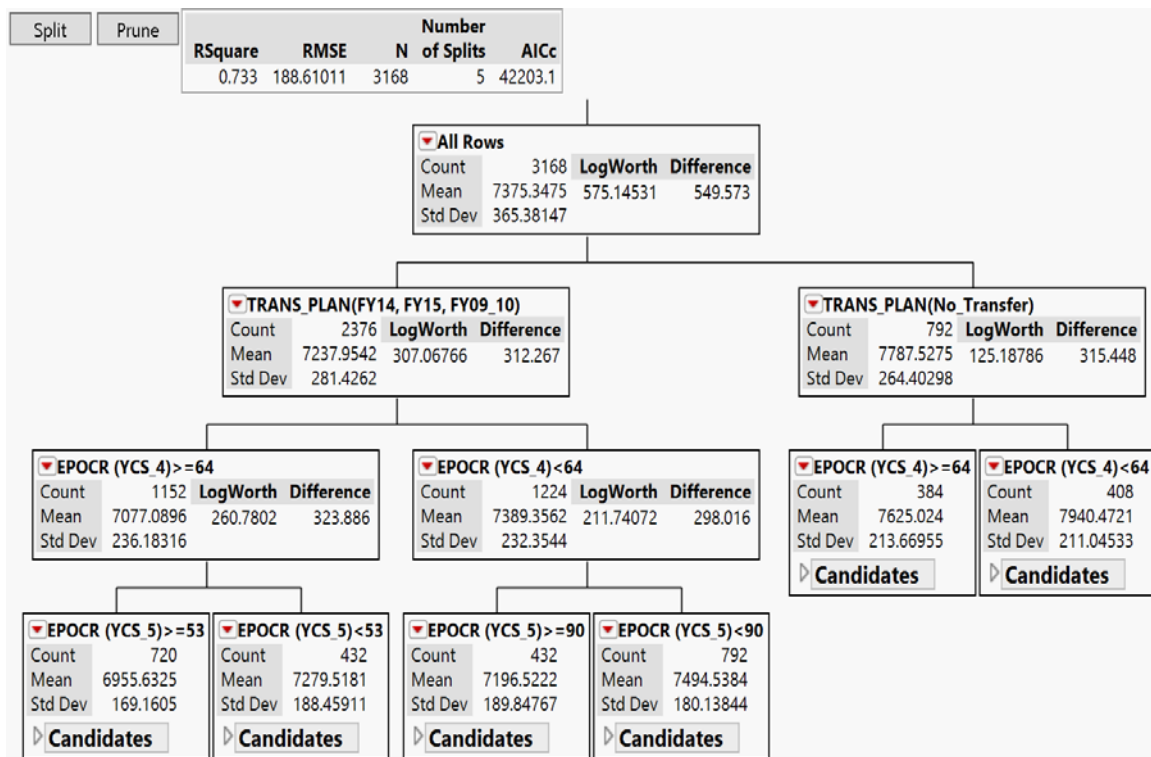 Split Prune
Number
RSquare RMSE N of Splits AICc
0.733 188.61011 3168 5 42203.1
All Rows
Count 3168 LogWorth Difference
Mean 7375.3475 575.14531 549.573
Std Dev 365.38147
TRANS_PLAN(FY14, FY15, FY09_10)
Count 2376 LogWorth Difference
Mean 7237.9542 307.06766 312.267
Std Dev 281.4262
TRANS_PLAN(No_Transfer)
Count 792 LogWorth Difference
Mean 7787.5275 125.18786 315.448
Std Dev 264.40298
EPOCR (YCS_4)>=64
Count 1152 LogWorth Difference
Mean 7077.0896 260.7802 323.886
Std Dev 236.18316
EPOCR (YCS_4)<64
Count 1224 LogWorth Difference
Mean 7389.3562 211.74072 298.016
Std Dev 232.3544
EPOCR (YCS_4)>=64
Count 384
Mean 7625.024
Std Dev 213.66955
Candidates
EPOCR (YCS_4)<64
Count 408
Mean 7940.4721
Std Dev 211.04533
Candidates
EPOCR (YCS_5)>=53
Count 720
Mean 6955.6325
Std Dev 169.1605
Candidates
EPOCR (YCS_5)<53
Count 432
Mean 7279.5181
Std Dev 188.45911
Candidates
EPOCR (YCS_5)>=90
Count 432
Mean 7196.5222
Std Dev 189.84767
Candidates
EPOCR (YCS_5)<90
Count 792
Mean 7494.5384
Std Dev 180.13844
Candidates